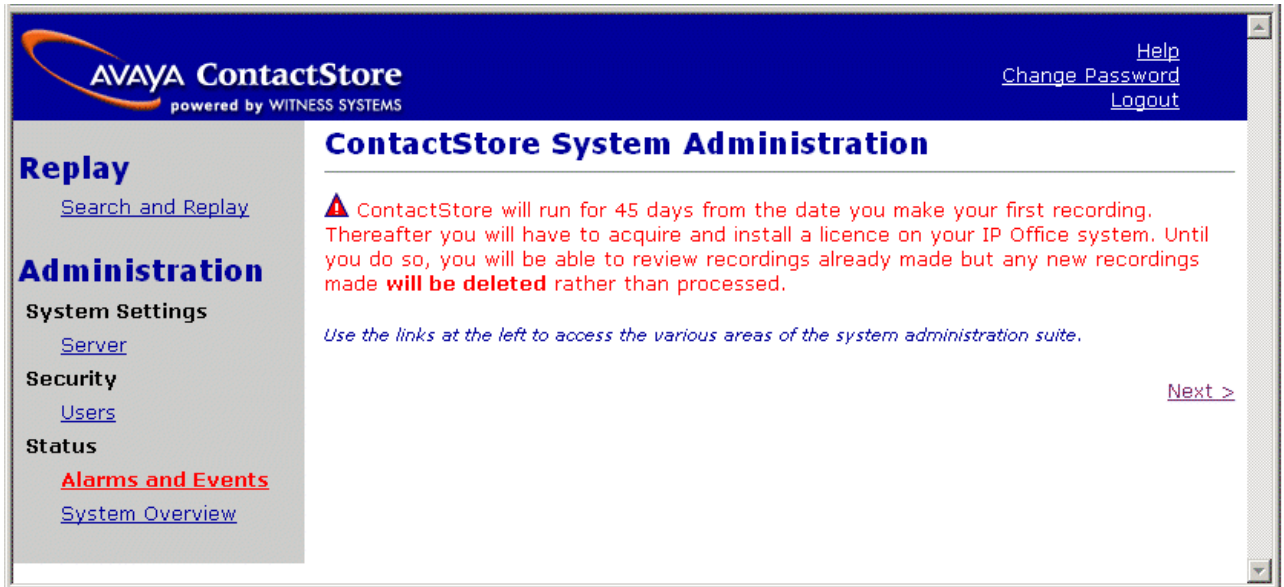 AVAYA ContactStore
powered by WITNESS SYSTEMS
Help
Change Password
Logout
Replay
Search and Replay
Administration
System Settings
Server
Security
Users
Status
Alarms and Events
System Overview
ContactStore System Administration
ContactStore will run for 45 days from the date you make your first recording.
Thereafter you will have to acquire and install a licence on your IP Office system. Until
you do so, you will be able to review recordings already made but any new recordings
made will be deleted rather than processed.
Use the links at the left to access the various areas of the system administration suite.
Next >